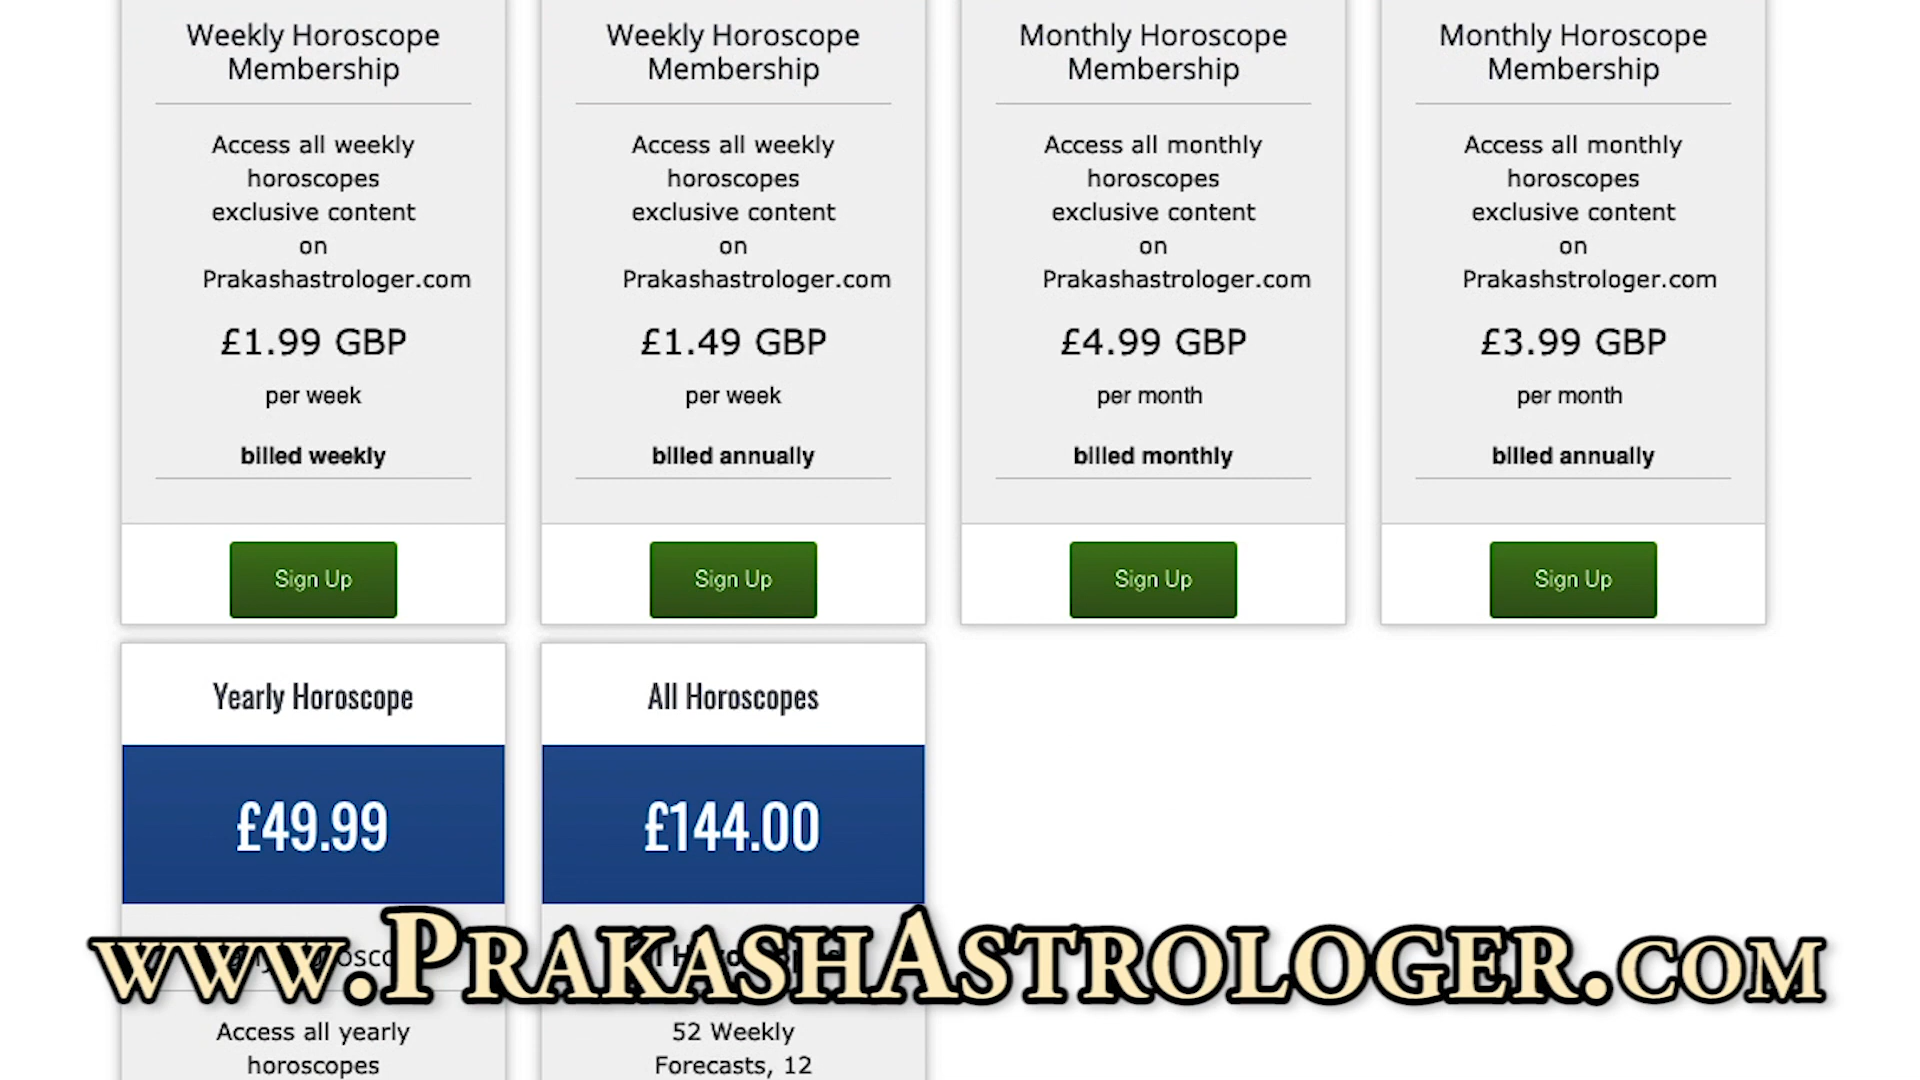 Weekly Horoscope
Membership
Access all weekly
horoscopes
exclusive content
on
Prakashastrologer.com
£1.99 GBP
per week
billed weekly
Sign Up
Weekly Horoscope
Membership
Access all weekly
horoscopes
exclusive content
on
Prakashastrologer.com
£1.49 GBP
per week
billed annually
Sign Up
Monthly Horoscope
Membership
Access all monthly
horoscopes
exclusive content
on
Prakashastrologer.com
£4.99 GBP
per month
billed monthly
Sign Up
Monthly Horoscope
Membership
Access all monthly
horoscopes
exclusive content
on
Prakashstrologer.com
£3.99 GBP
per month
billed annually
Sign Up
Yearly Horoscope
£49.99
Access all yearly
horoscopes
All Horoscopes
£144.00
52 Weekly
Forecasts, 12
www.PrakashAstrologer.com